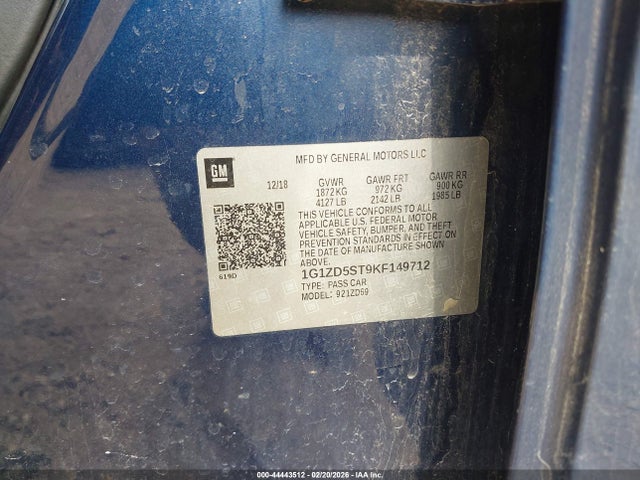 MFD BY GENERAL MOTORS LLC
GM
12/18
GVWR GAWR FRT GAWR RR
1872 KG 972 KG 900 KG
4127 LB 2142 LB 1985 LB
THIS VEHICLE CONFORMS TO ALL
APPLICABLE U.S. FEDERAL MOTOR
VEHICLE SAFETY, BUMPER, AND THEFT
PREVENTION STANDARDS IN EFFECT ON
THE DATE OF MANUFACTURE SHOWN
ABOVE.
619D
1G1ZD5ST9KF149712
TYPE: PASS CAR
MODEL: 921ZD69
000-44443512 - 02/20/2026 - IAA Inc.